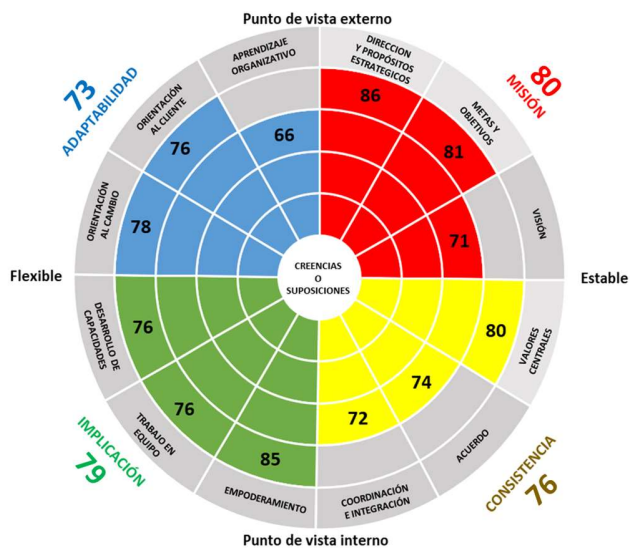 Punto de vista externo
73
ADAPTABILIDAD
80
MISIÓN
APRENDIZAJE
ORGANIZATIVO
DIRECCION
Y PROPÓSITOS
ESTRATEGICOS
ORIENTACIÓN
AL CLIENTE
METAS Y
OBJETIVOS
ORIENTACIÓN
AL CAMBIO
VISIÓN
86
76
66
81
78
71
Flexible
CREENCIAS
O
SUPOSICIONES
Estable
76
80
74
76
72
85
DESARROLLO DE
CAPACIDADES
VALORES
CENTRALES
TRABAJO EN
EQUIPO
ACUERDO
EMPODERAMIENTO
COORDINACIÓN
E INTEGRACIÓN
IMPLICACIÓN
79
CONSISTENCIA
76
Punto de vista interno